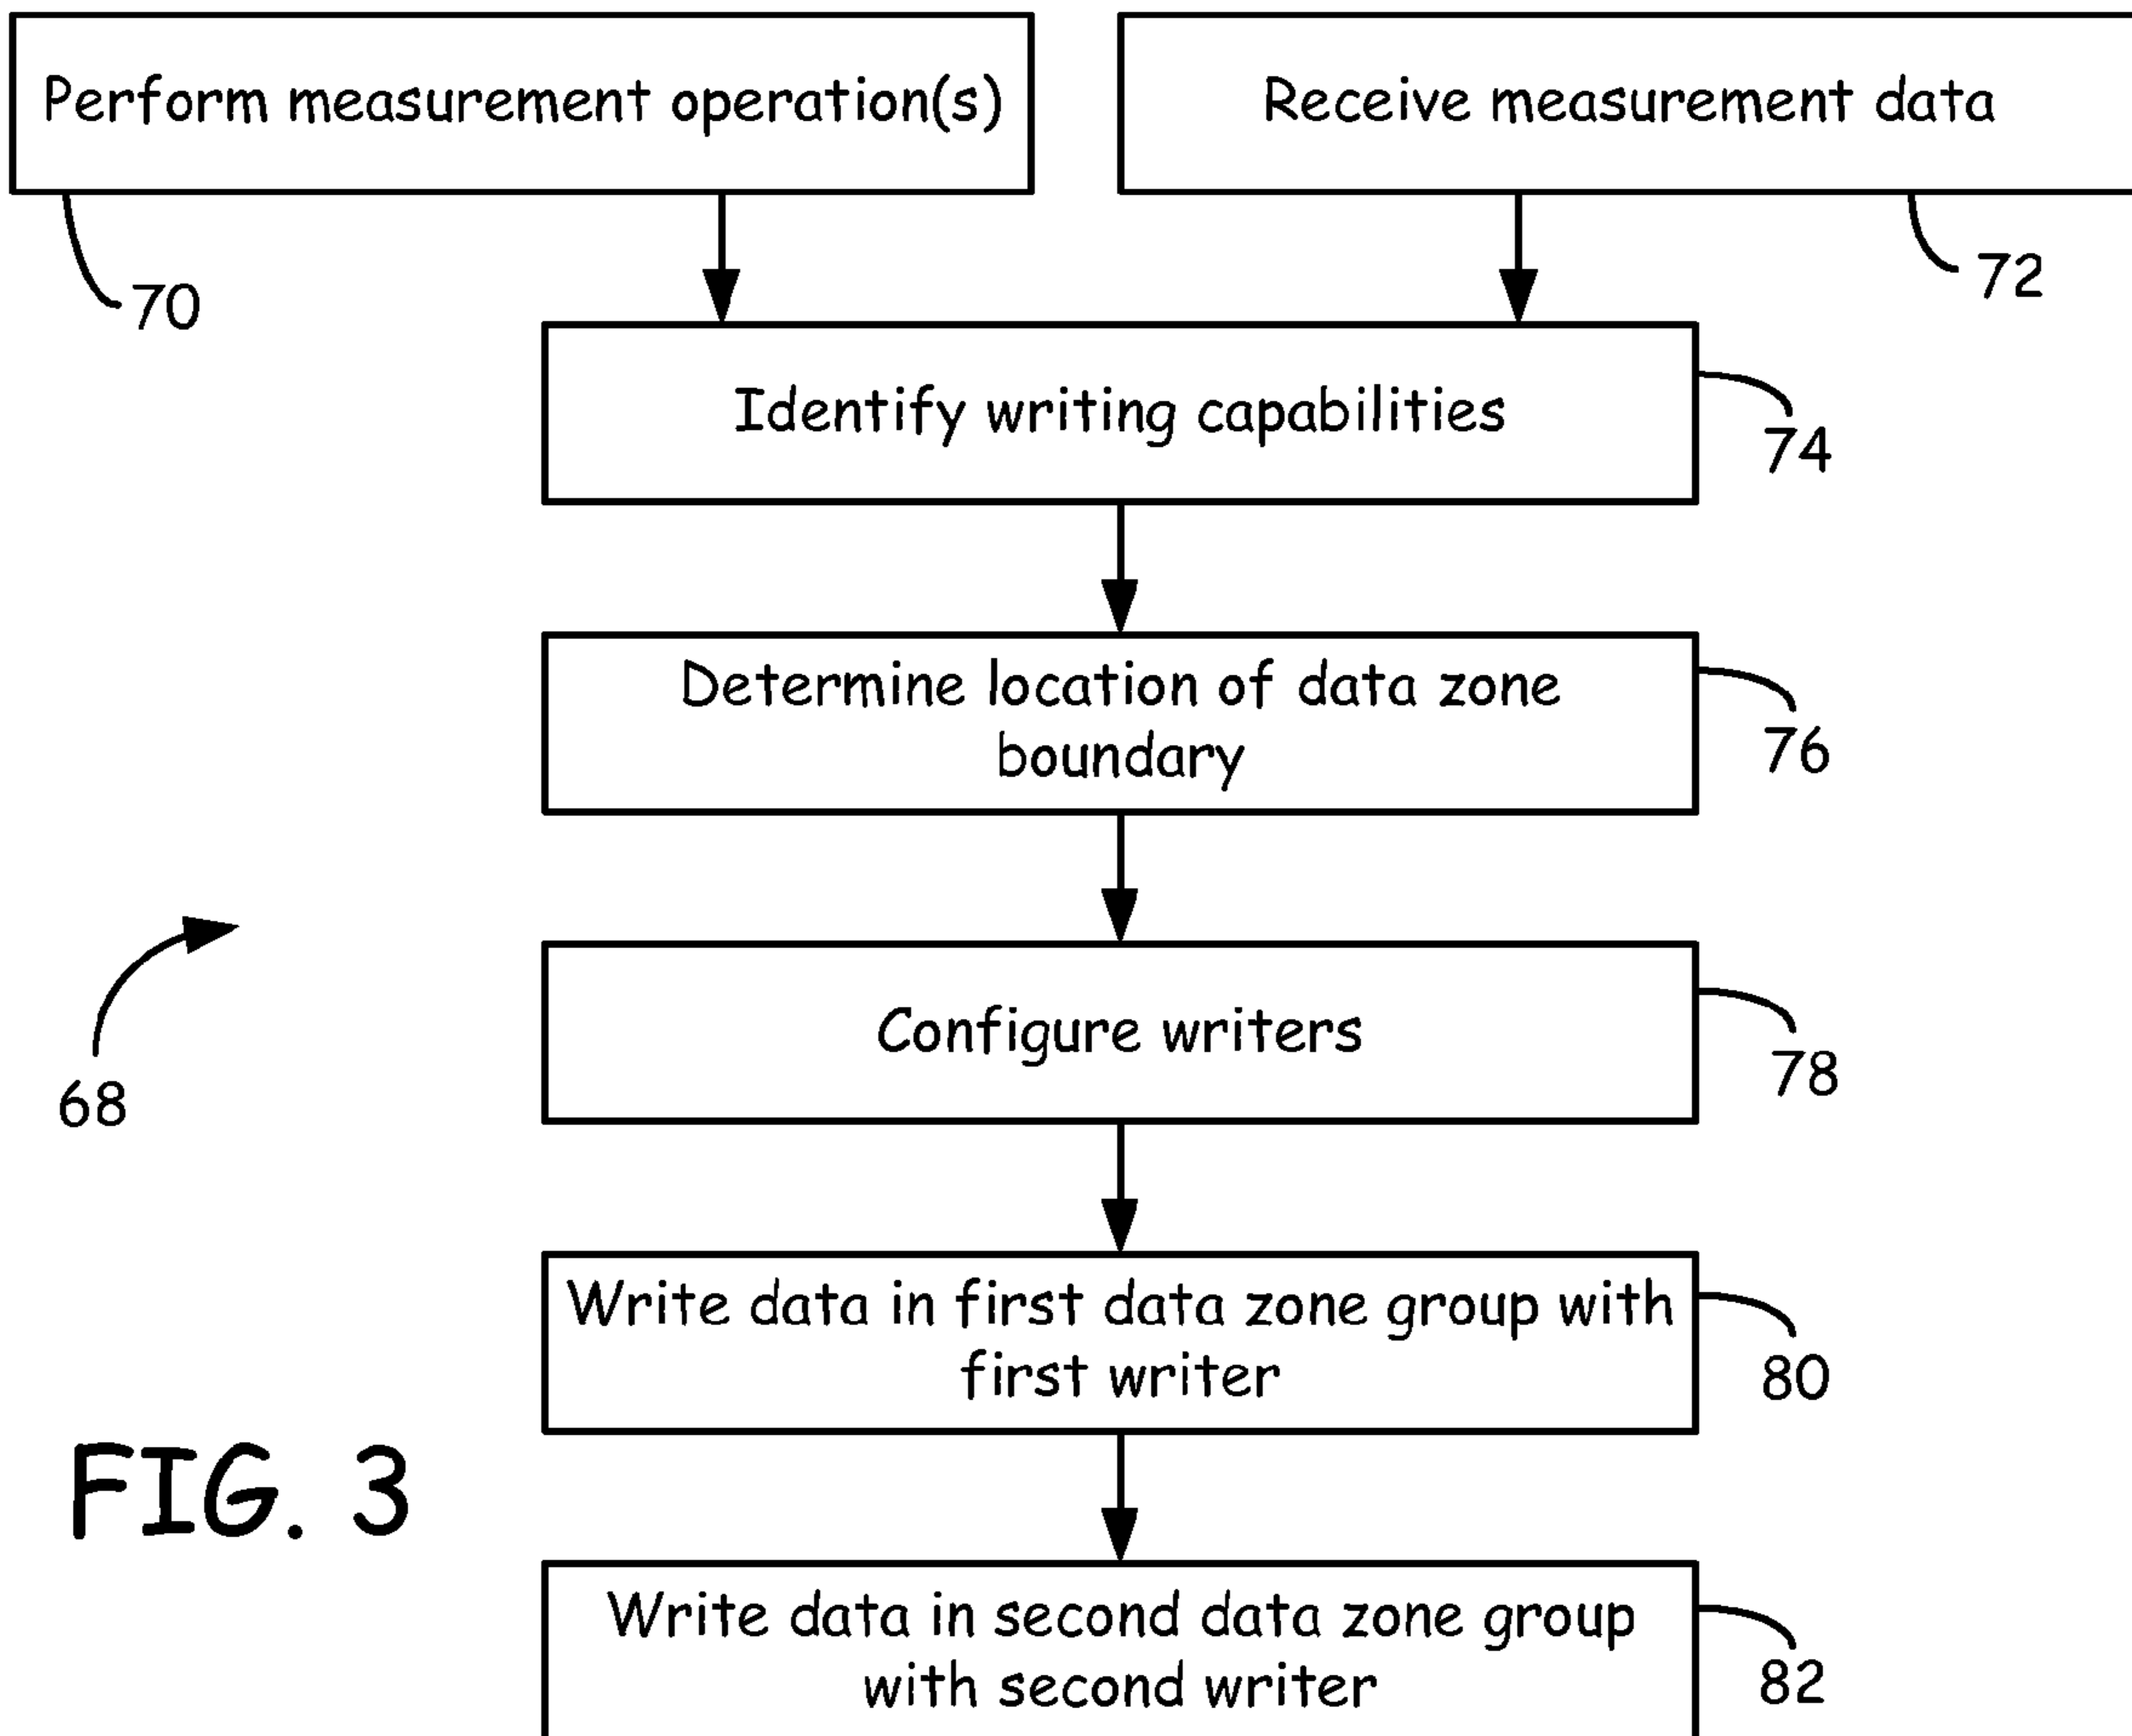 Perform measurement operation(s)
Receive measurement data
70
72
Identify writing capabilities
74
Determine location of data zone
boundary
76
Configure writers
78
68
Write data in first data zone group with
first writer
80
FIG. 3
Write data in second data zone group
with second writer
82